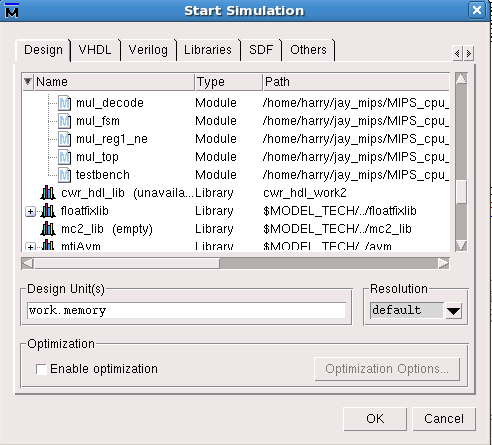 Start Simulation
Design VHDL Verilog Libraries SDF Others
Name Type Path
mul_decode Module /home/harry/jay_mips/MIPS_cpu_
mul_fsm Module /home/harry/jay_mips/MIPS_cpu_
mul_reg1_ne Module /home/harry/jay_mips/MIPS_cpu_
mul_top Module /home/harry/jay_mips/MIPS_cpu_
testbench Module /home/harry/jay_mips/MIPS_cpu_
cwr_hdl_lib (unavaila... Library cwr_hdl_work2
floatfixlib Library $MODEL_TECH/../floatfixlib
mc2_lib (empty) Library $MODEL_TECH/../mc2_lib
mtiAvm Library $MODEL_TECH/../avm
Design Unit(s) Resolution
work.memory default
Optimization
Enable optimization Optimization Options...
OK Cancel